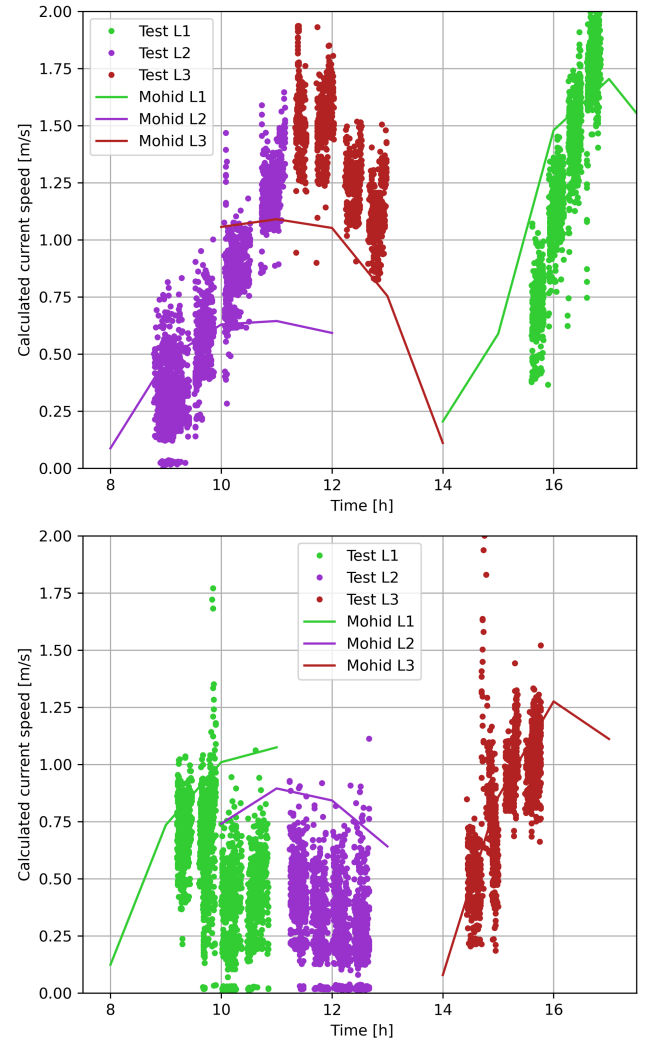 2.00
1.75
1.50
1.25
1.00
0.75
0.50
0.25
0.00
Calculated current speed [m/s]
Test L1
Test L2
Test L3
Mohid L1
Mohid L2
Mohid L3
8 10 12 14 16
Time [h]
2.00
1.75
1.50
1.25
1.00
0.75
0.50
0.25
0.00
Calculated current speed [m/s]
Test L1
Test L2
Test L3
Mohid L1
Mohid L2
Mohid L3
8 10 12 14 16
Time [h]